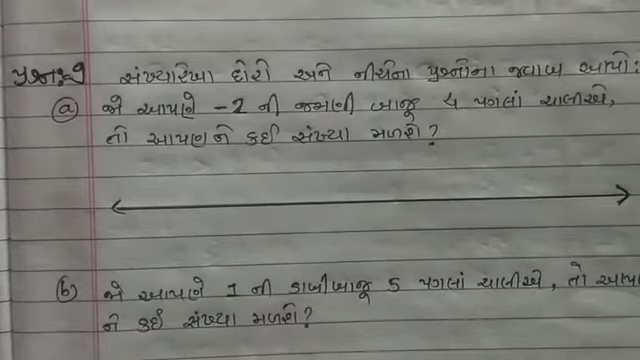 પ્રશ્ન:-૧ સંખ્યારેખા દોરો અને નીચેના પ્રશ્નોના જવાબ આપો:
(a) જો આપણે -2 ની જમણી બાજુ 4 પગલાં ચાલીએ,
તો આપણને કઈ સંખ્યા મળશે?
(b) જો આપણે 1 ની ડાબીબાજુ 5 પગલાં ચાલીએ, તો આપ
ને કઈ સંખ્યા મળશે?